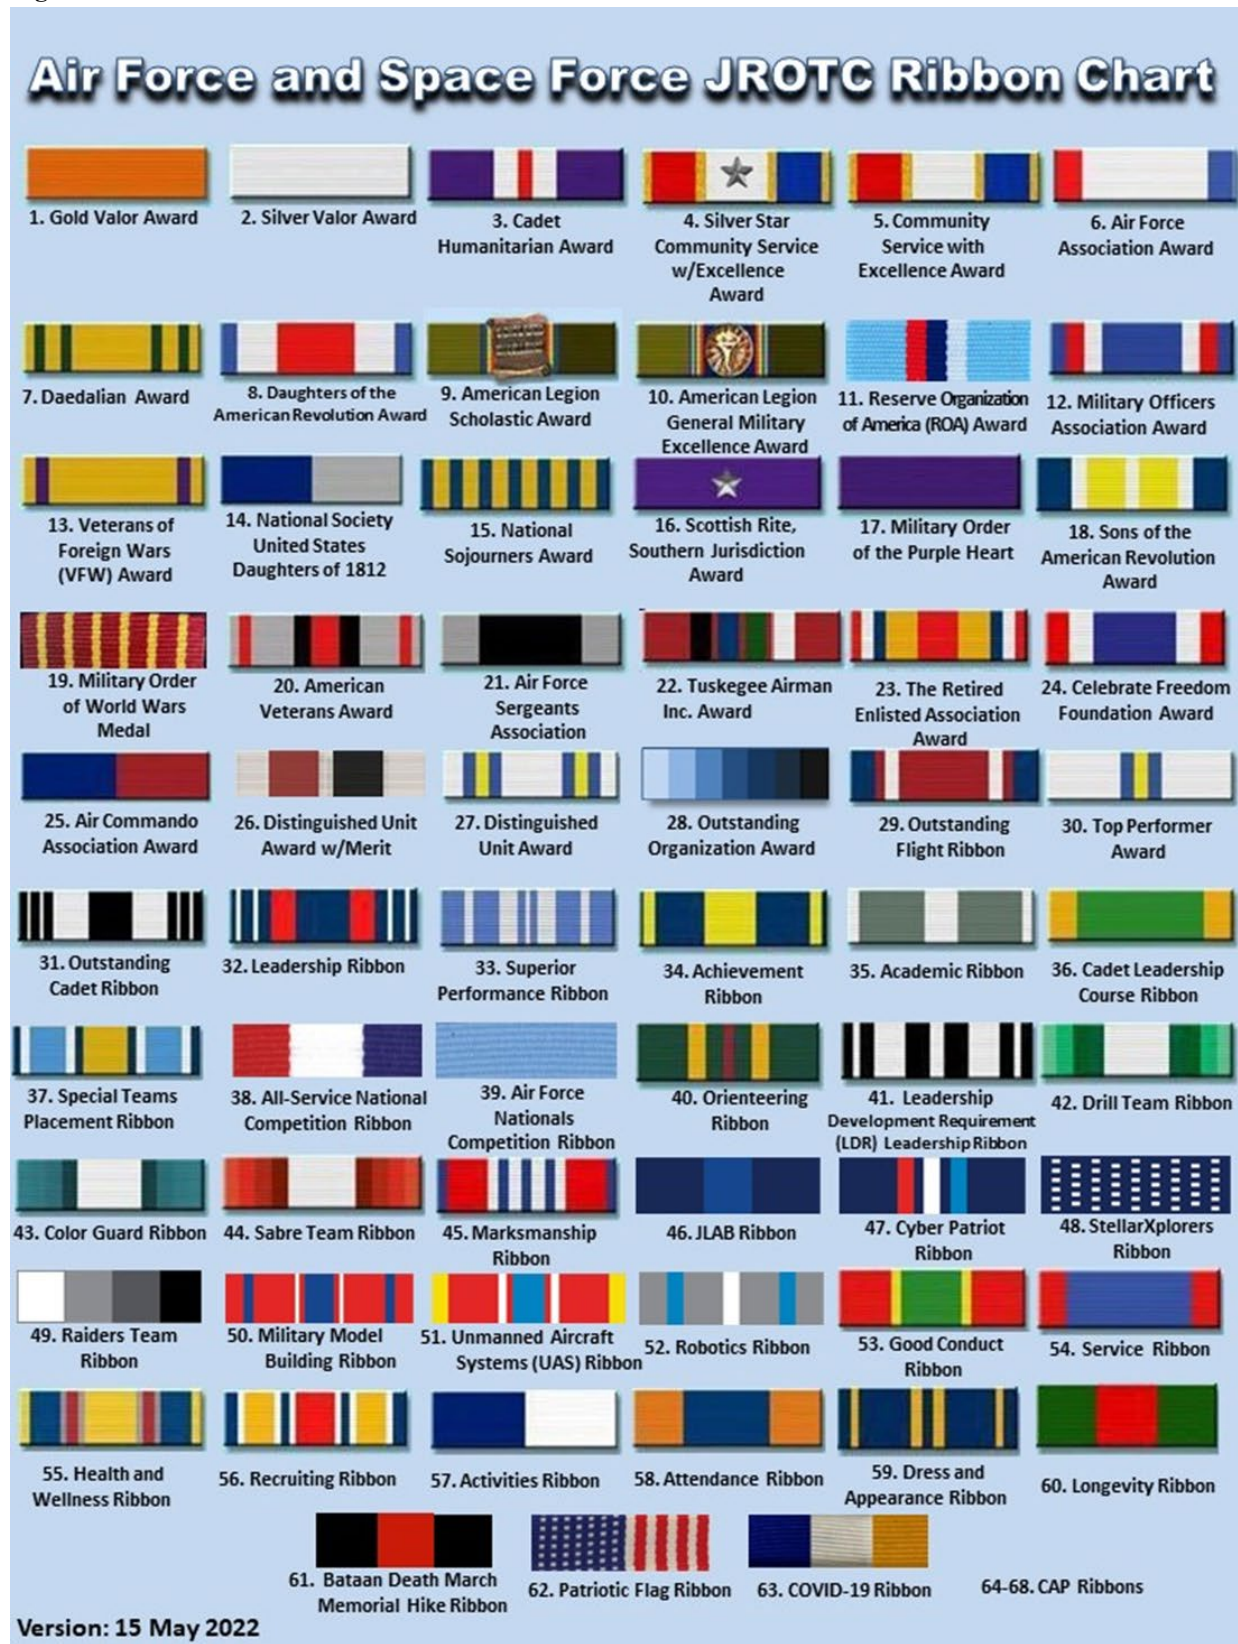 Air Force and Space Force JROTC Ribbon Chart
1. Gold Valor Award
2. Silver Valor Award
3. Cadet
Humanitarian Award
4. Silver Star
Community Service
w/Excellence
Award
5. Community
Service with
Excellence Award
6. Air Force
Association Award
7. Daedalian Award
8. Daughters of the
American Revolution Award
9. American Legion
Scholastic Award
10. American Legion
General Military
Excellence Award
11. Reserve Organization
of America (ROA) Award
12. Military Officers
Association Award
13. Veterans of
Foreign Wars
(VFW) Award
14. National Society
United States
Daughters of 1812
15. National
Sojourners Award
16. Scottish Rite,
Southern Jurisdiction
Award
17. Military Order
of the Purple Heart
18. Sons of the
American Revolution
Award
19. Military Order
of World Wars
Medal
20. American
Veterans Award
21. Air Force
Sergeants
Association
22. Tuskegee Airman
Inc. Award
23. The Retired
Enlisted Association
Award
24. Celebrate Freedom
Foundation Award
25. Air Commando
Association Award
26. Distinguished Unit
Award w/Merit
27. Distinguished
Unit Award
28. Outstanding
Organization Award
29. Outstanding
Flight Ribbon
30. Top Performer
Award
31. Outstanding
Cadet Ribbon
32. Leadership Ribbon
33. Superior
Performance Ribbon
34. Achievement
Ribbon
35. Academic Ribbon
36. Cadet Leadership
Course Ribbon
37. Special Teams
Placement Ribbon
38. All-Service National
Competition Ribbon
39. Air Force
Nationals
Competition Ribbon
40. Orienteering
Ribbon
41. Leadership
Development Requirement
(LDR) Leadership Ribbon
42. Drill Team Ribbon
43. Color Guard Ribbon
44. Sabre Team Ribbon
45. Marksmanship
Ribbon
46. JLAB Ribbon
47. Cyber Patriot
Ribbon
48. StellarXplorers
Ribbon
49. Raiders Team
Ribbon
50. Military Model
Building Ribbon
51. Unmanned Aircraft
Systems (UAS) Ribbon
52. Robotics Ribbon
53. Good Conduct
Ribbon
54. Service Ribbon
55. Health and
Wellness Ribbon
56. Recruiting Ribbon
57. Activities Ribbon
58. Attendance Ribbon
59. Dress and
Appearance Ribbon
60. Longevity Ribbon
61. Bataan Death March
Memorial Hike Ribbon
62. Patriotic Flag Ribbon
63. COVID-19 Ribbon
64-68. CAP Ribbons
Version: 15 May 2022